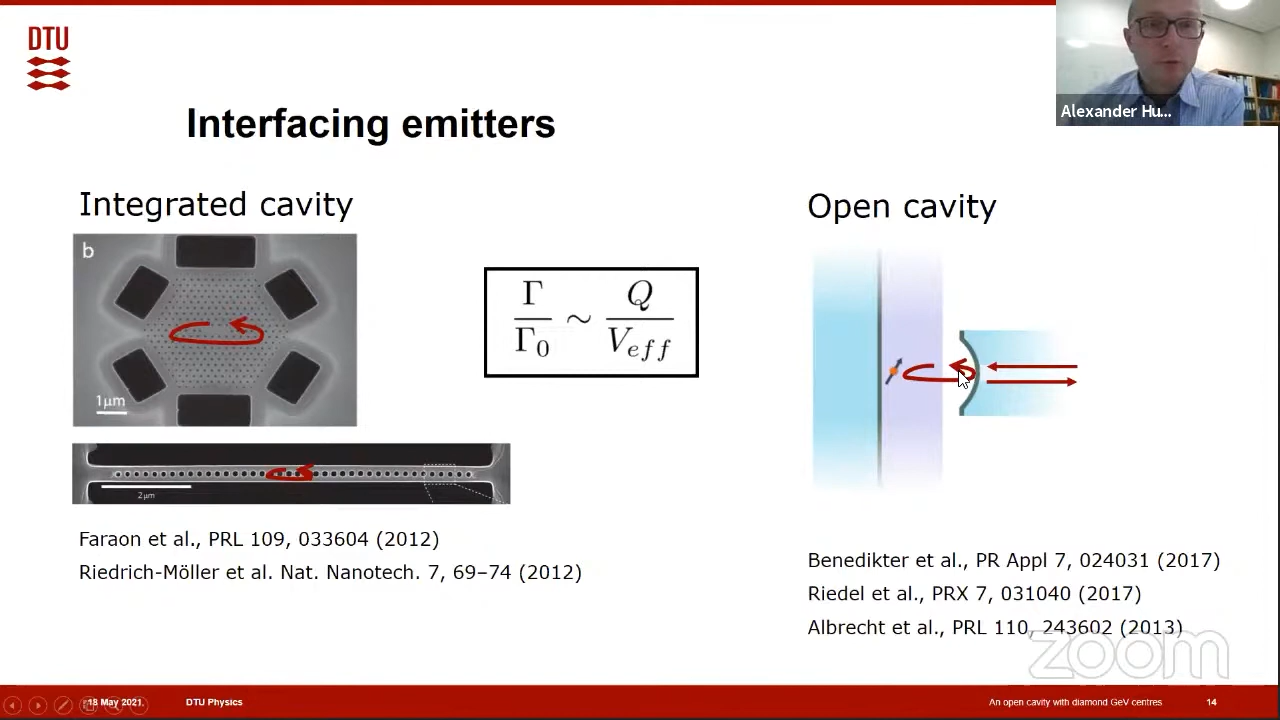 DTU
Alexander Hu...
Interfacing emitters
Integrated cavity
Open cavity
b
1μm
Γ/Γ0 ~ Q/Veff
2μm
Faraon et al., PRL 109, 033604 (2012)
Riedrich-Möller et al. Nat. Nanotech. 7, 69–74 (2012)
Benedikter et al., PR Appl 7, 024031 (2017)
Riedel et al., PRX 7, 031040 (2017)
Albrecht et al., PRL 110, 243602 (2013)
zoom
18 May 2021.
DTU Physics
An open cavity with diamond GeV centres
14